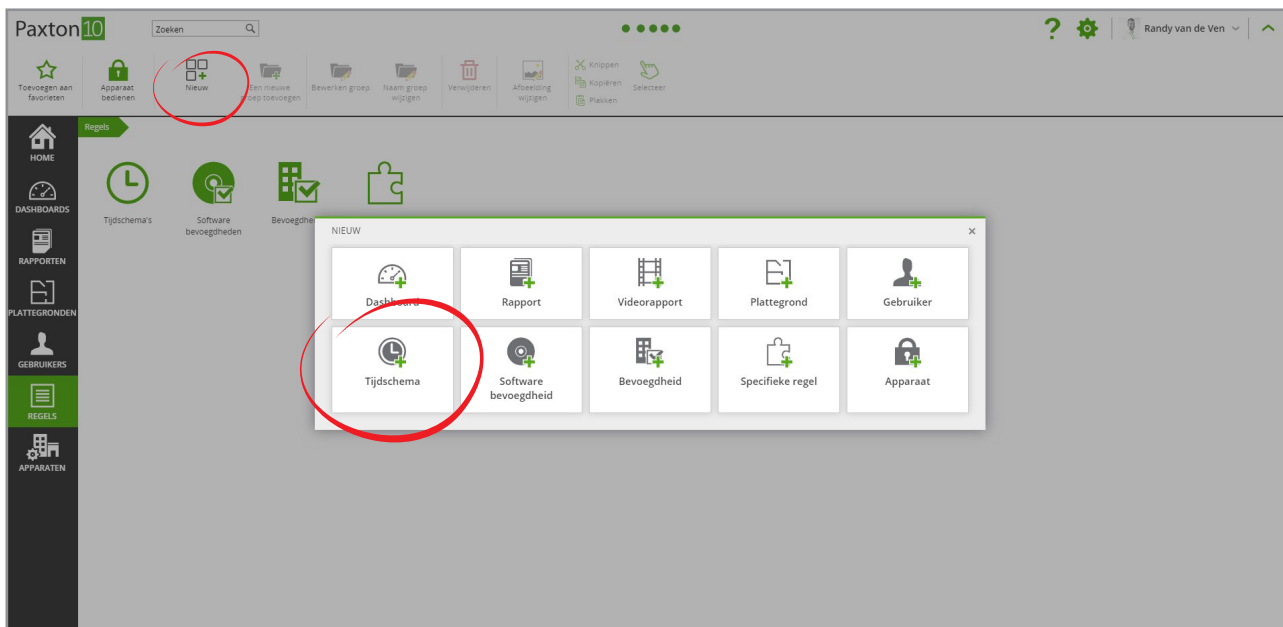 Paxton10
Zoeken
?
Randy van de Ven
Toevoegen aan
favorieten
Apparaat
bedienen
Nieuw
Een nieuwe
groep toevoegen
Bewerken groep
Naam groep
wijzigen
Verwijderen
Afbeelding
wijzigen
Knippen
Kopiëren
Plakken
Selecteer
Regels
HOME
DASHBOARDS
RAPPORTEN
PLATTEGRONDEN
GEBRUIKERS
REGELS
APPARATEN
Tijdschema's
Software
bevoegdheden
Bevoegdhe
NIEUW
Dashboard
Rapport
Videorapport
Plattegrond
Gebruiker
Tijdschema
Software
bevoegdheid
Bevoegdheid
Specifieke regel
Apparaat